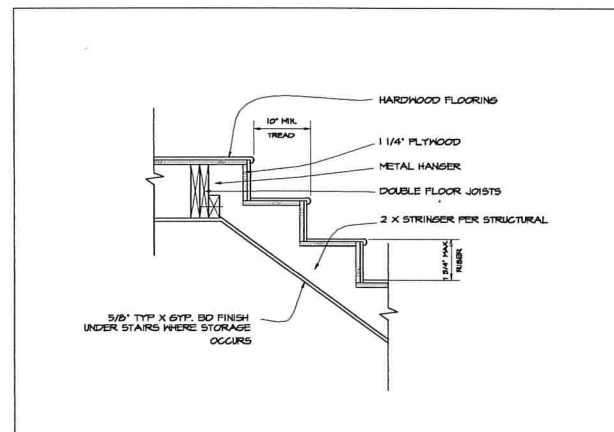 HARDWOOD FLOORING
10" MIN.
TREAD
1 1/4" PLYWOOD
METAL HANGER
DOUBLE FLOOR JOISTS
2 X STRINGER PER STRUCTURAL
7 3/4" MAX.
RISER
5/8" TYP X GYP. BD FINISH
UNDER STAIRS WHERE STORAGE
OCCURS